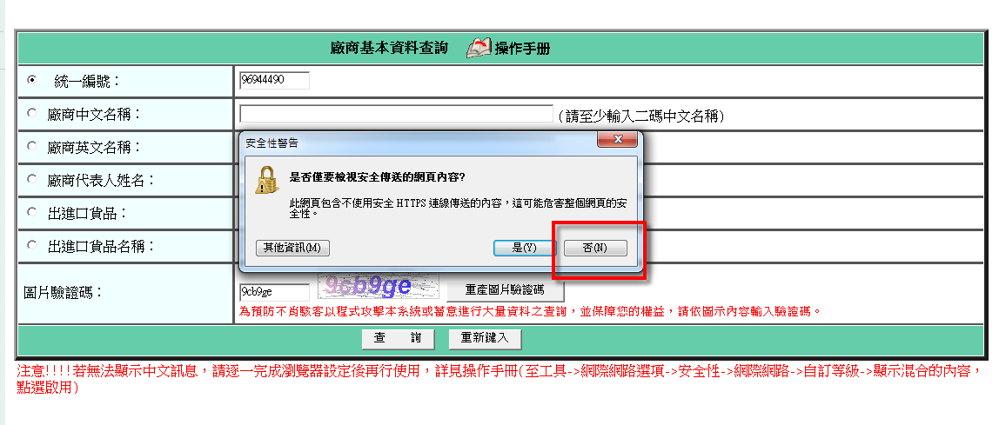 廠商基本資料查詢 操作手冊
統一編號：
96944490
廠商中文名稱：
(請至少輸入二碼中文名稱)
廠商英文名稱：
廠商代表人姓名：
出進口貨品：
出進口貨品名稱：
安全性警告
是否僅要檢視安全傳送的網頁內容?
此網頁包含不使用安全 HTTPS 連線傳送的內容，這可能危害整個網頁的安
全性。
其他資訊(M)
是(Y)
否(N)
圖片驗證碼：
9cb9ge
9cb9ge
重產圖片驗證碼
為預防不肖駭客以程式攻擊本系統或蓄意進行大量資料之查詢，並保障您的權益，請依圖示內容輸入驗證碼。
查 詢
重新鍵入
注意!!!!若無法顯示中文訊息，請逐一完成瀏覽器設定後再行使用，詳見操作手冊(至工具->網際網路選項->安全性->網際網路->自訂等級->顯示混合的內容，
點選啟用)